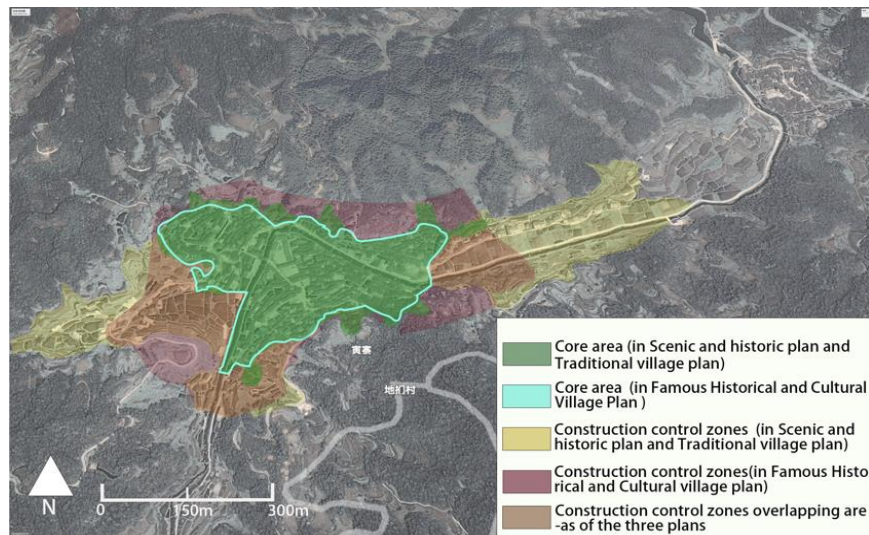 寅寨
地扪村
Core area (in Scenic and historic plan and
Traditional village plan)
Core area (in Famous Historical and Cultural
Village Plan )
Construction control zones (in Scenic and
historic plan and Traditional village plan)
Construction control zones(in Famous Histo
rical and Cultural village plan)
Construction control zones overlapping are
-as of the three plans
N
0 150m 300m